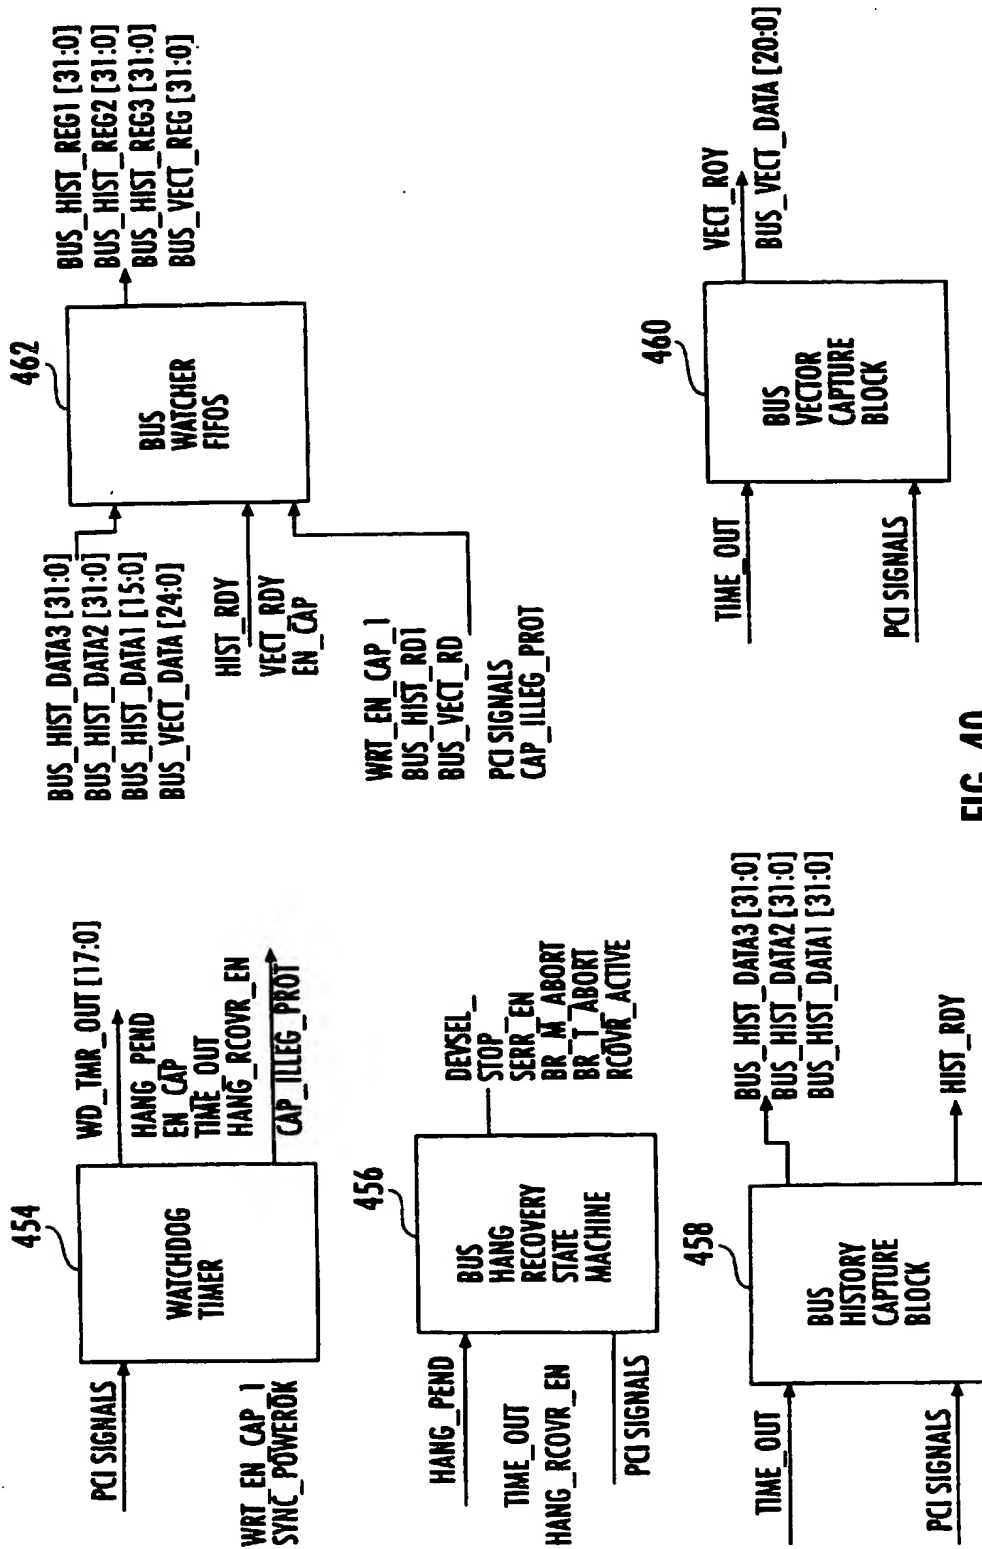 454
PCI SIGNALS
WRT_EN_CAP_1
SYNC_POWEROK
WATCHDOG
TIMER
WD_TMR_OUT [17:0]
HANG_PEND
EN_CAP
TIME_OUT
HANG_RCOVR_EN
CAP_ILLEG_PROT
462
BUS_HIST_DATA3 [31:0]
BUS_HIST_DATA2 [31:0]
BUS_HIST_DATA1 [15:0]
BUS_VECT_DATA [24:0]
HIST_RDY
VECT_RDY
EN_CAP
WRT_EN_CAP_1
BUS_HIST_RD1
BUS_VECT_RD
PCI SIGNALS
CAP_ILLEG_PROT
BUS
WATCHER
FIFOS
BUS_HIST_REG1 [31:0]
BUS_HIST_REG2 [31:0]
BUS_HIST_REG3 [31:0]
BUS_VECT_REG [31:0]
456
HANG_PEND
TIME_OUT
HANG_RCOVR_EN
PCI SIGNALS
BUS
HANG
RECOVERY
STATE
MACHINE
DEVSEL_
STOP_
SERR_EN
BR_M_ABORT
BR_T_ABORT
RCOVR_ACTIVE
458
TIME_OUT
PCI SIGNALS
BUS
HISTORY
CAPTURE
BLOCK
BUS_HIST_DATA3 [31:0]
BUS_HIST_DATA2 [31:0]
BUS_HIST_DATA1 [31:0]
HIST_RDY
460
TIME_OUT
PCI SIGNALS
BUS
VECTOR
CAPTURE
BLOCK
VECT_ROY
BUS_VECT_DATA [20:0]
FIG. 40